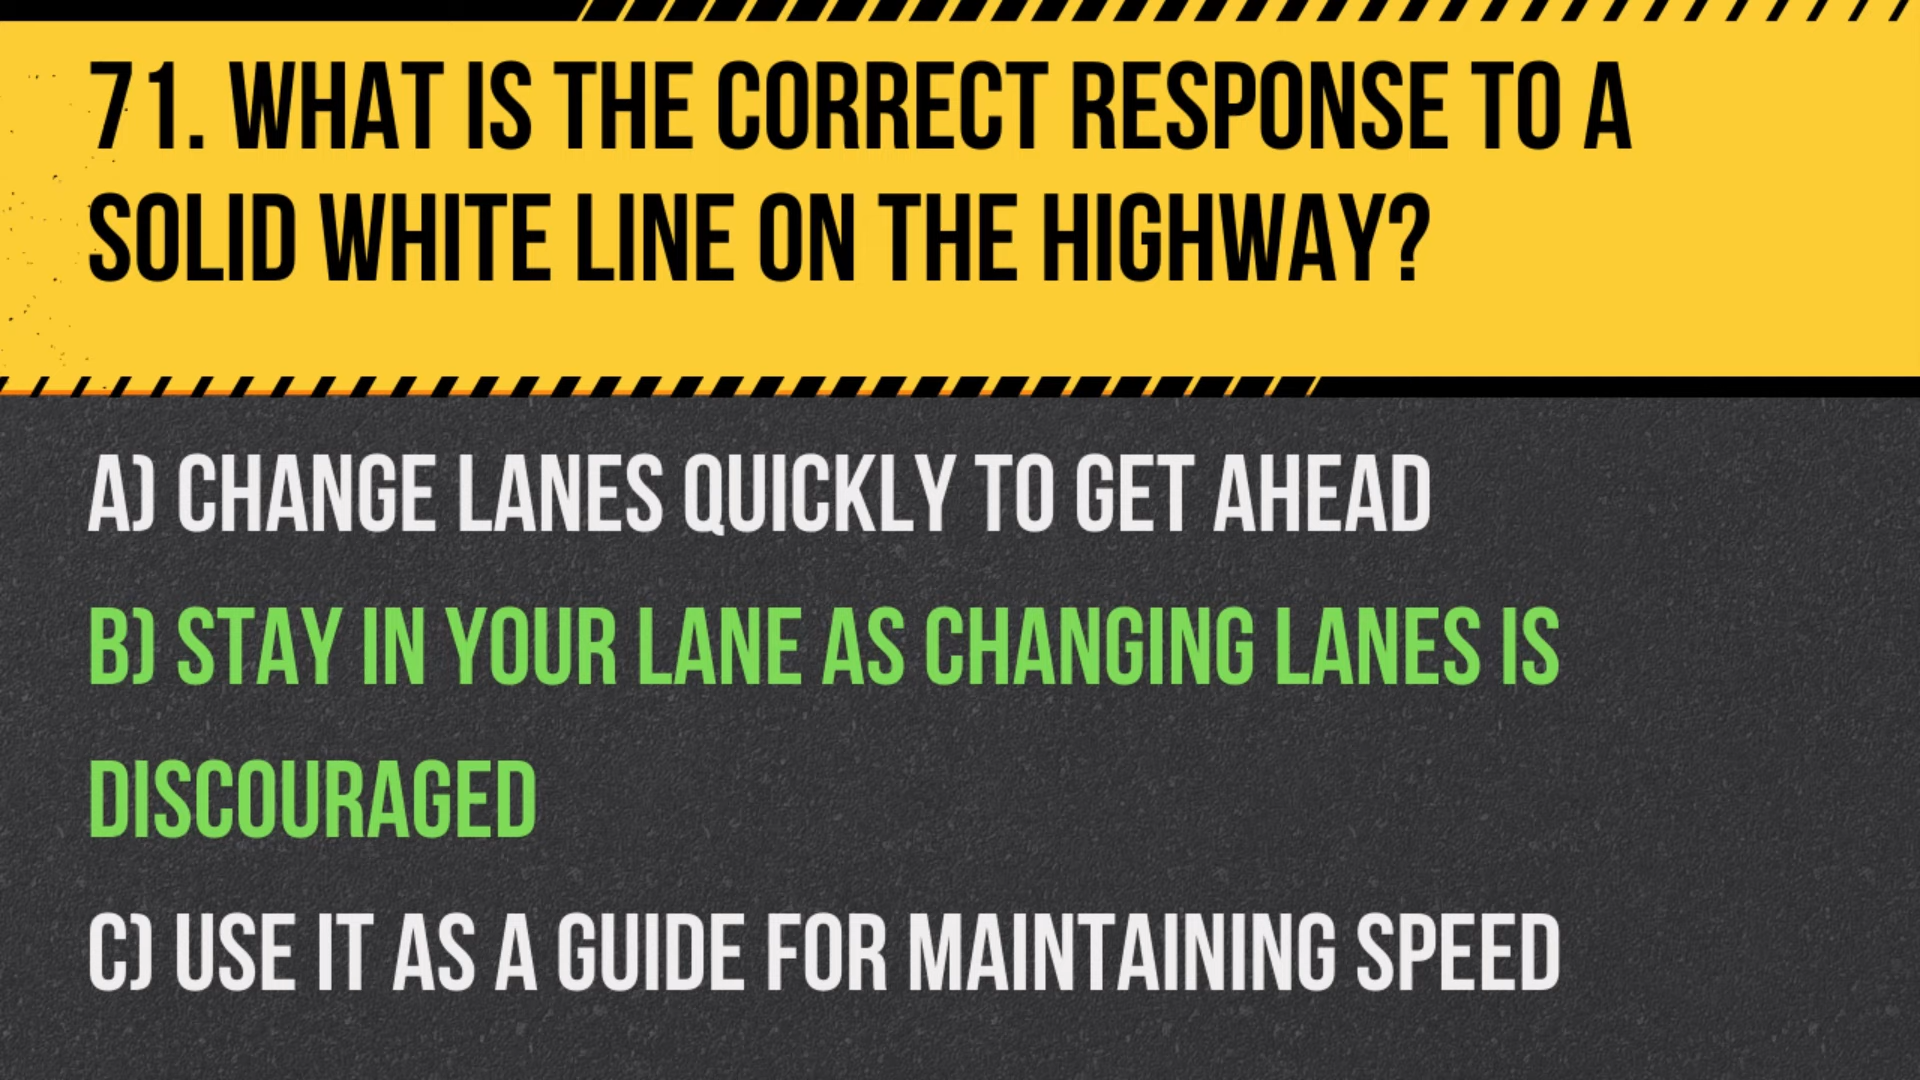 71. WHAT IS THE CORRECT RESPONSE TO A
SOLID WHITE LINE ON THE HIGHWAY?
A) CHANGE LANES QUICKLY TO GET AHEAD
B) STAY IN YOUR LANE AS CHANGING LANES IS
DISCOURAGED
C) USE IT AS A GUIDE FOR MAINTAINING SPEED